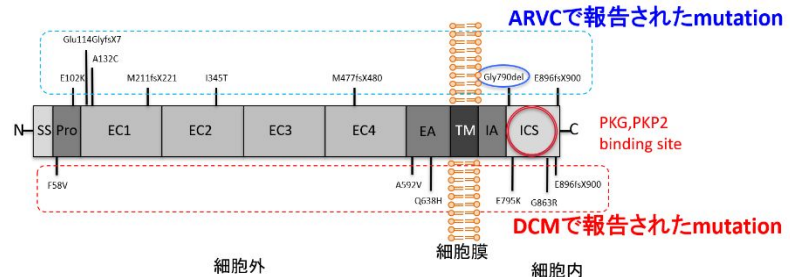 ARVCで報告されたmutation
Glu114GlyfsX7
A132C
E102K
M211fsX221
I345T
M477fsX480
Gly790del
E896fsX900
N
SS
Pro
EC1
EC2
EC3
EC4
EA
TM
IA
ICS
C
PKG,PKP2
binding site
F58V
A592V
Q638H
E795K
G863R
E896fsX900
DCMで報告されたmutation
細胞外
細胞膜
細胞内